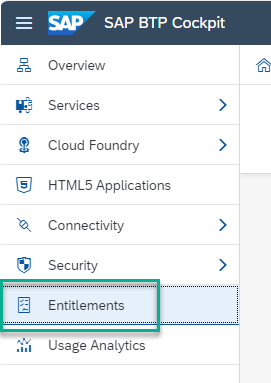 SAP SAP BTP Cockpit
Overview
Services
Cloud Foundry
HTML5 Applications
Connectivity
Security
Entitlements
Usage Analytics